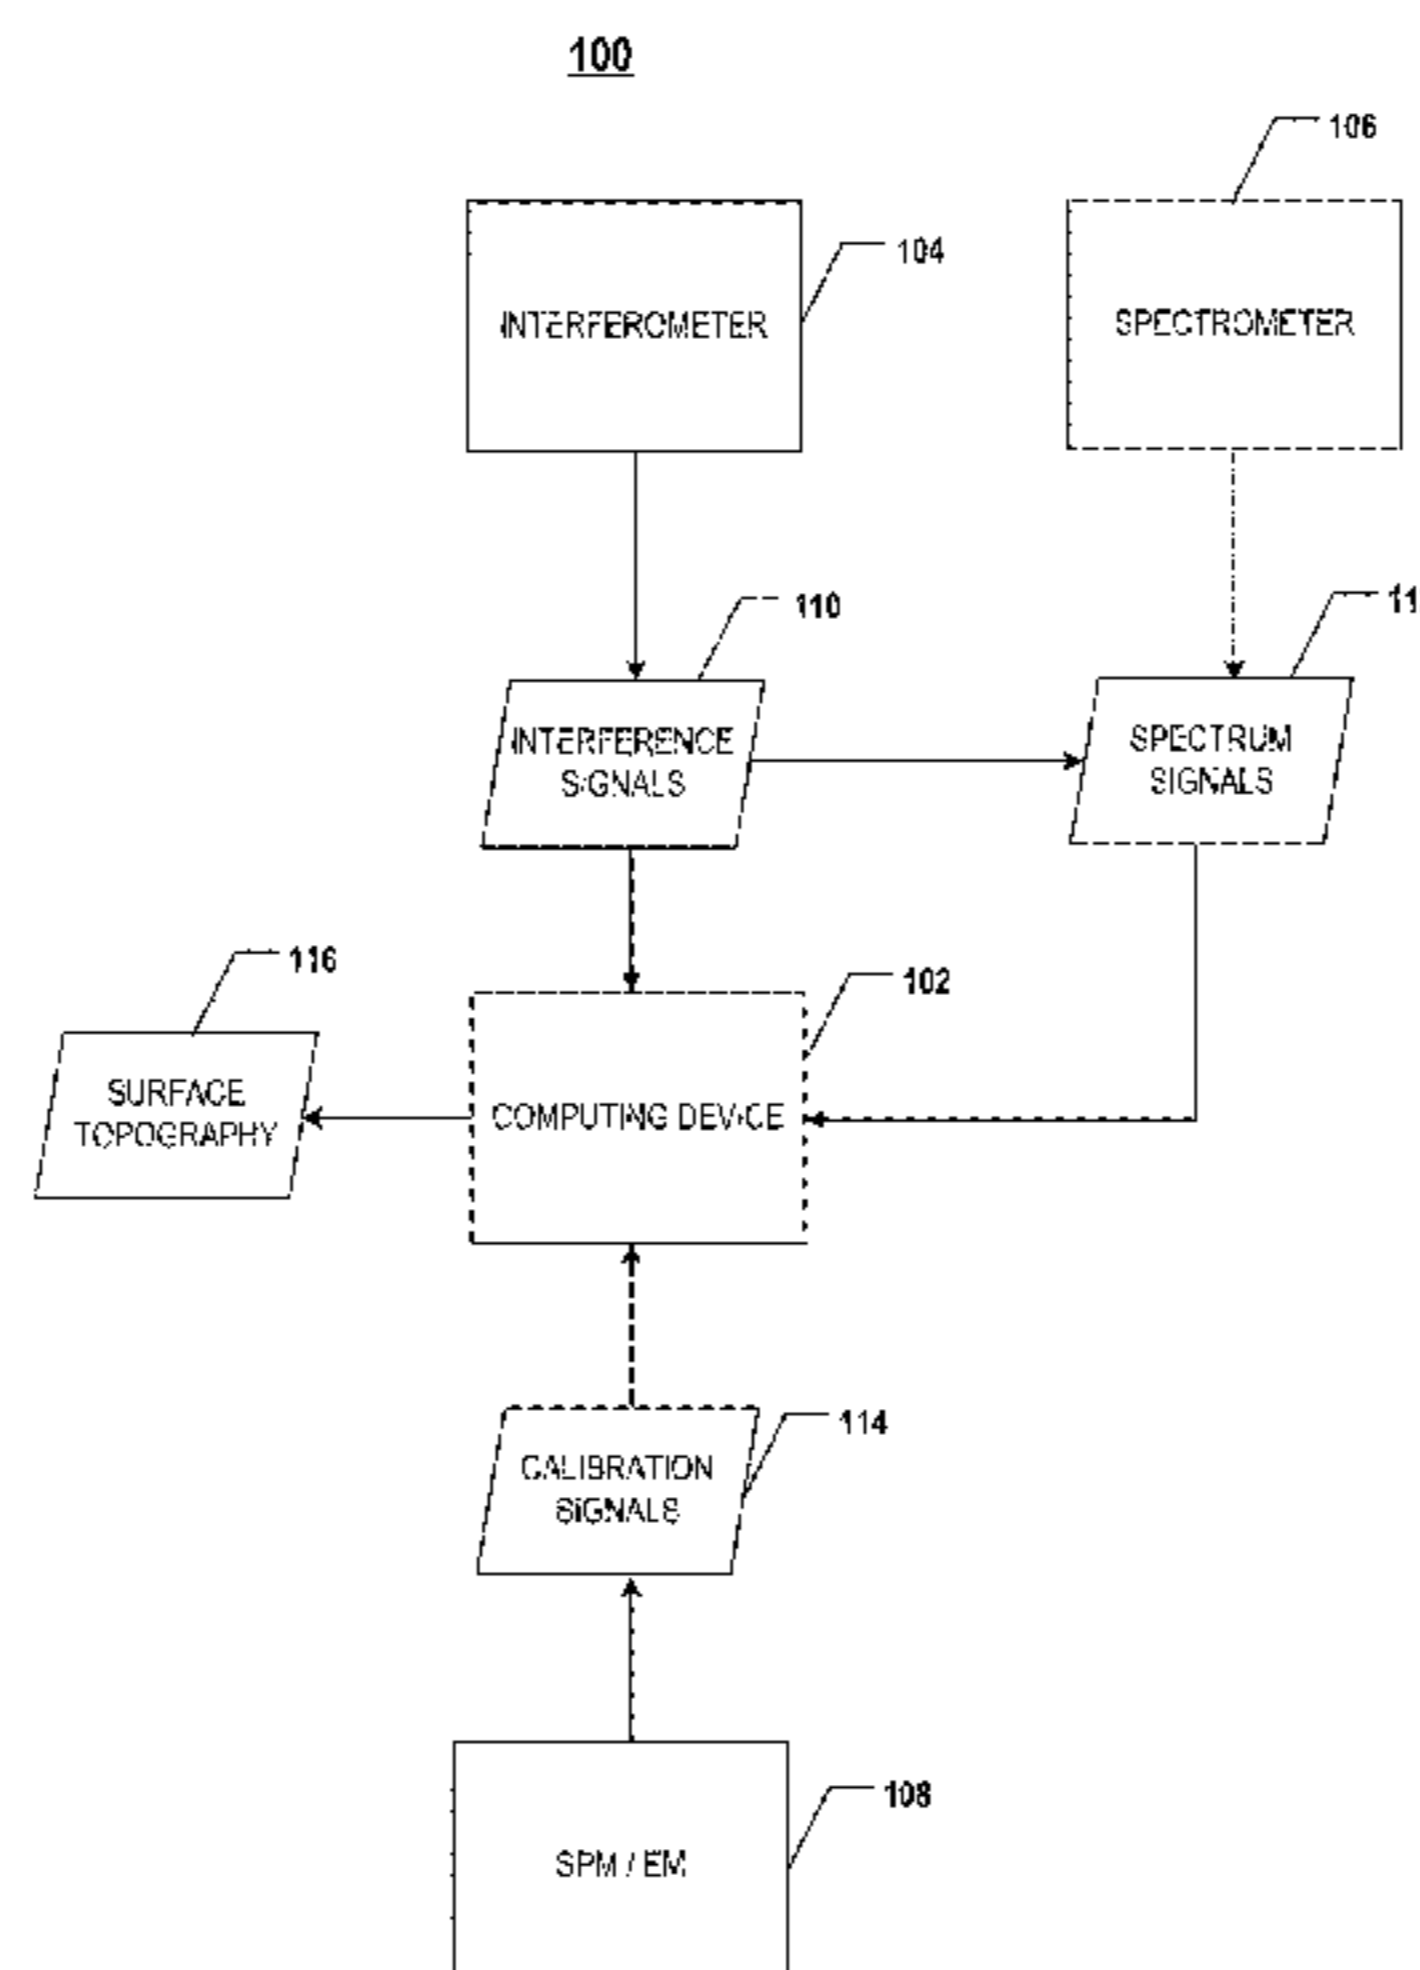 100
106
104
INTERFEROMETER
SPECTROMETER
110
11
INTERFERENCE
SIGNALS
SPECTRUM
SIGNALS
116
102
SURFACE
TOPOGRAPHY
COMPUTING DEVICE
114
CALIBRATION
SIGNALS
108
SPM / EM